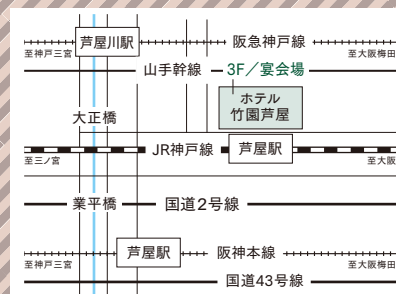 芦屋川駅
阪急神戸線
至神戸三宮
至大阪梅田
山手幹線
3F／宴会場
ホテル
竹園芦屋
大正橋
JR神戸線
芦屋駅
至三ノ宮
至大阪
業平橋
国道2号線
芦屋駅
阪神本線
至神戸三宮
至大阪梅田
国道43号線